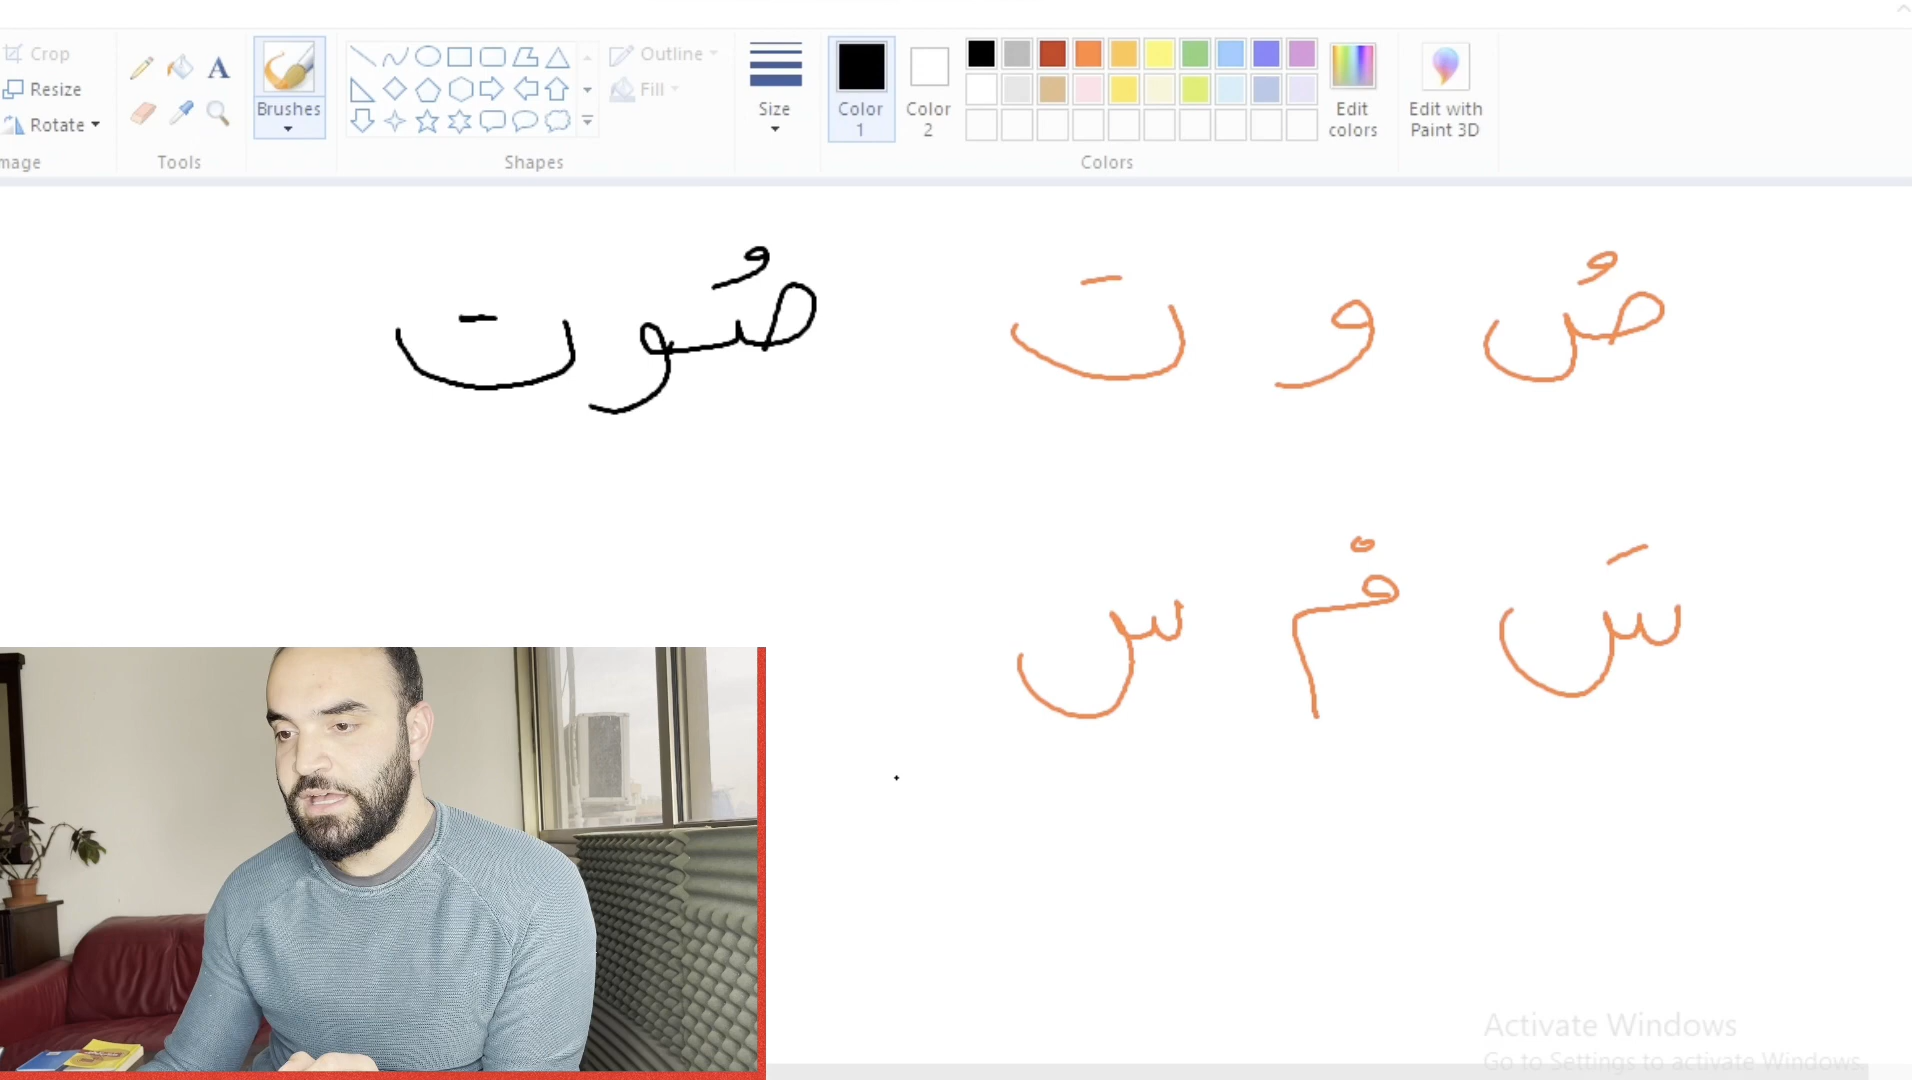 Crop
Resize
Rotate
mage
Tools
Brushes
Shapes
Outline
Fill
Size
Color 1
Color 2
Colors
Edit colors
Edit with Paint 3D
صُ و ت صُوت
سَ مْ س
Activate Windows
Go to Settings to activate Windows.